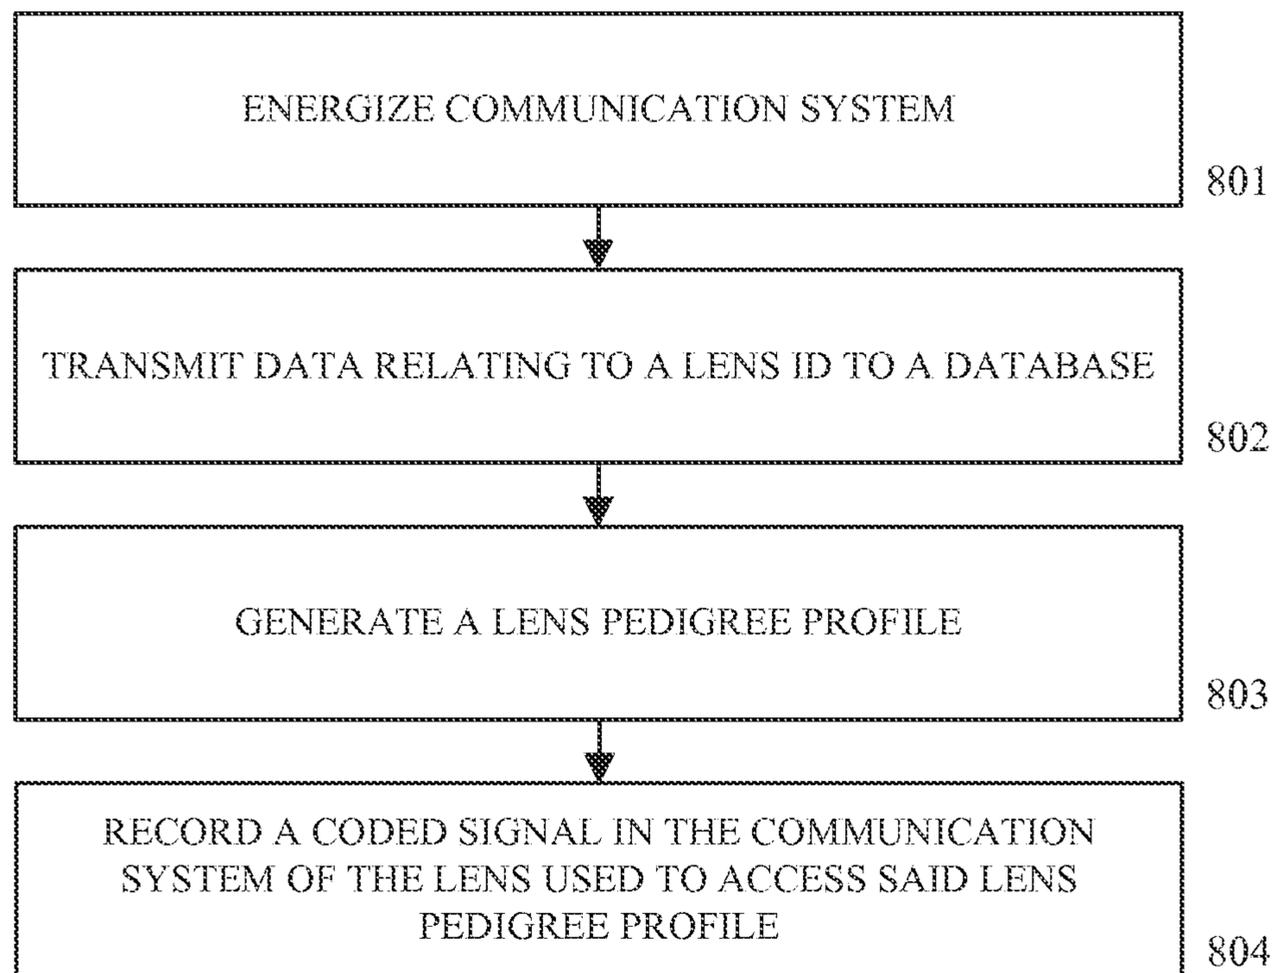 ENERGIZE COMMUNICATION SYSTEM
801
TRANSMIT DATA RELATING TO A LENS ID TO A DATABASE
802
GENERATE A LENS PEDIGREE PROFILE
803
RECORD A CODED SIGNAL IN THE COMMUNICATION
SYSTEM OF THE LENS USED TO ACCESS SAID LENS
PEDIGREE PROFILE
804